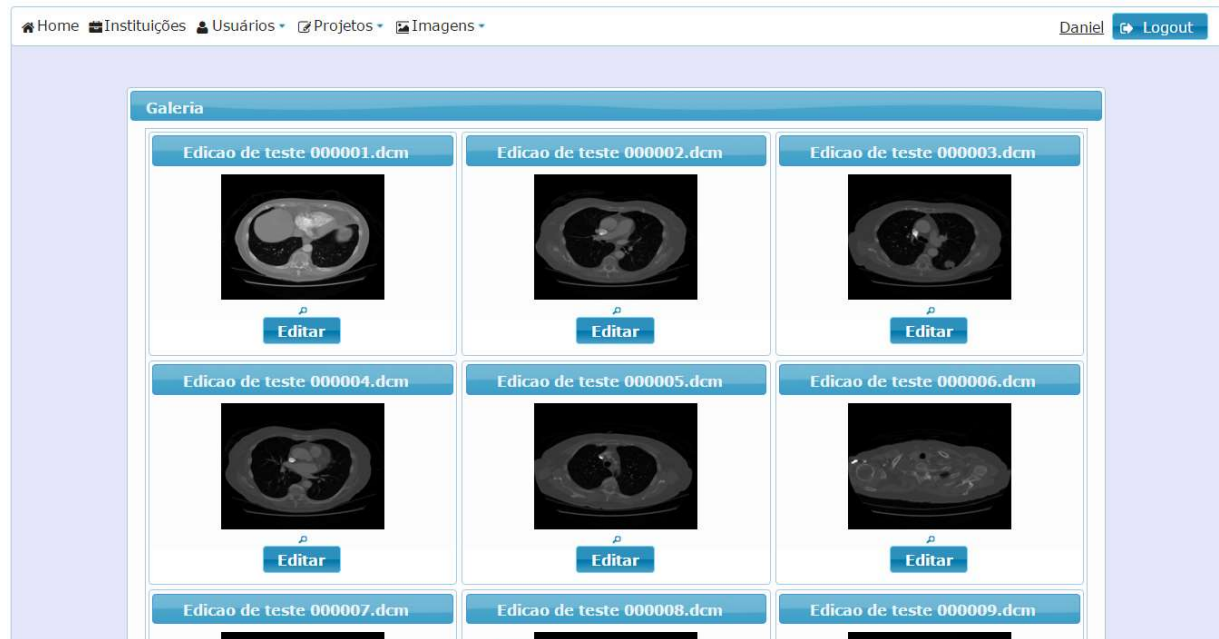 Home Instituições Usuários Projetos Imagens Daniel Logout
Galeria
Edicao de teste 000001.dcm Edicao de teste 000002.dcm Edicao de teste 000003.dcm
Editar Editar Editar
Edicao de teste 000004.dcm Edicao de teste 000005.dcm Edicao de teste 000006.dcm
Editar Editar Editar
Edicao de teste 000007.dcm Edicao de teste 000008.dcm Edicao de teste 000009.dcm